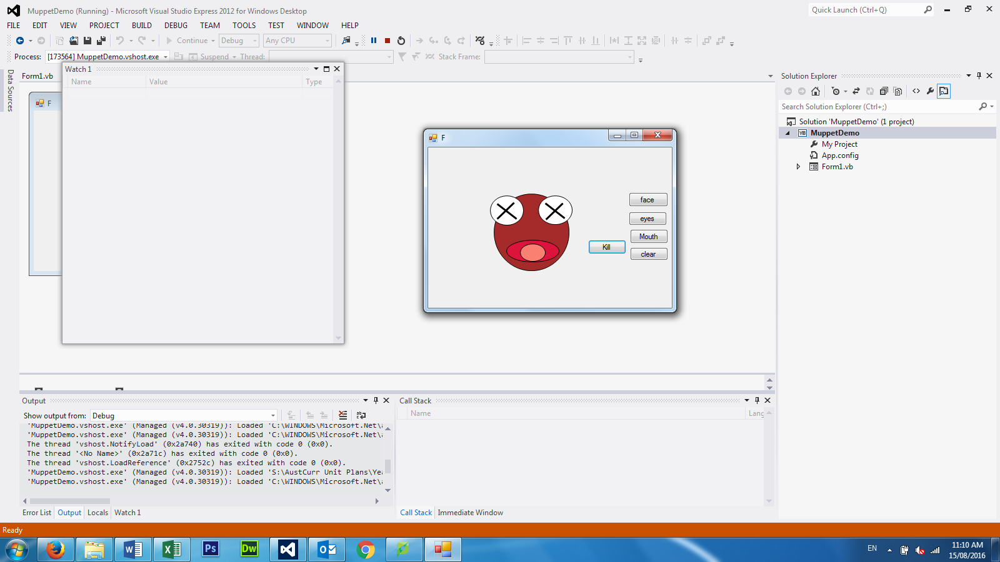 MuppetDemo (Running) - Microsoft Visual Studio Express 2012 for Windows Desktop
Quick Launch (Ctrl+Q)
FILE EDIT VIEW PROJECT BUILD DEBUG TEAM TOOLS TEST WINDOW HELP
Continue Debug Any CPU
Process: [173564] MuppetDemo.vshost.exe Suspend Thread: Stack Frame:
Data Sources
Form1.vb
Watch 1
Name Value Type
F
F
face
eyes
Mouth
Kill
clear
Solution Explorer
Search Solution Explorer (Ctrl+;)
Solution 'MuppetDemo' (1 project)
VB MuppetDemo
My Project
App.config
Form1.vb
Output
Show output from: Debug
'MuppetDemo.vshost.exe' (Managed (v4.0.30319)): Loaded 'C:\WINDOWS\Microsoft.Net\
'MuppetDemo.vshost.exe' (Managed (v4.0.30319)): Loaded 'C:\WINDOWS\Microsoft.Net\
The thread 'vshost.NotifyLoad' (0x2a740) has exited with code 0 (0x0).
The thread '<No Name>' (0x2a71c) has exited with code 0 (0x0).
The thread 'vshost.LoadReference' (0x2752c) has exited with code 0 (0x0).
'MuppetDemo.vshost.exe' (Managed (v4.0.30319)): Loaded 'S:\AustCurr Unit Plans\Yea
'MuppetDemo.vshost.exe' (Managed (v4.0.30319)): Loaded 'C:\WINDOWS\Microsoft.Net\
Error List Output Locals Watch 1
Call Stack
Name Lang
Call Stack Immediate Window
Ready
Ps Dw
EN
11:10 AM
15/08/2016